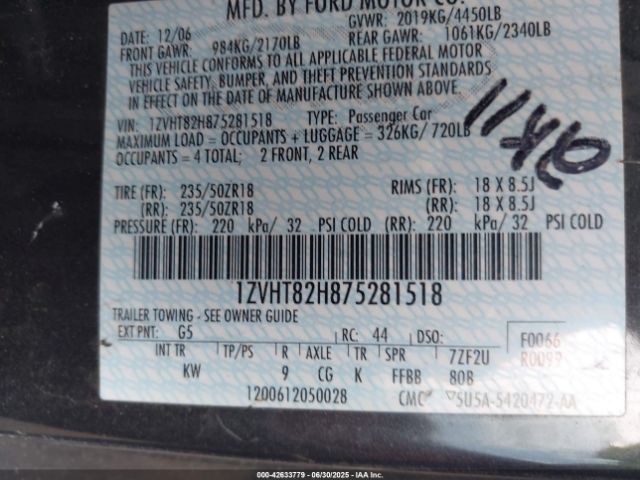 MFD. BY FORD MOTOR CO.
DATE: 12/06 GVWR: 2019KG/4450LB
FRONT GAWR: 984KG/2170LB REAR GAWR: 1061KG/2340LB
THIS VEHICLE CONFORMS TO ALL APPLICABLE FEDERAL MOTOR
VEHICLE SAFETY, BUMPER, AND THEFT PREVENTION STANDARDS
IN EFFECT ON THE DATE OF MANUFACTURE SHOWN ABOVE.
VIN: 1ZVHT82H875281518 TYPE: Passenger Car
MAXIMUM LOAD = OCCUPANTS + LUGGAGE = 326KG/720LB
OCCUPANTS = 4 TOTAL; 2 FRONT, 2 REAR
TIRE (FR): 235/50ZR18 RIMS (FR): 18 X 8.5J
(RR): 235/50ZR18 (RR): 18 X 8.5J
PRESSURE (FR): 220 kPa/ 32 PSI COLD (RR): 220 kPa/ 32 PSI COLD
1ZVHT82H875281518
TRAILER TOWING - SEE OWNER GUIDE
EXT PNT: G5 RC: 44 DSO: F0066
INT TR TP/PS R AXLE TR SPR 7ZF2U R0099
KW 9 CG K FFBB 808
1200612050028 CMC 5U5A-5420472-AA
000-42633779 - 06/30/2025 - IAA Inc.